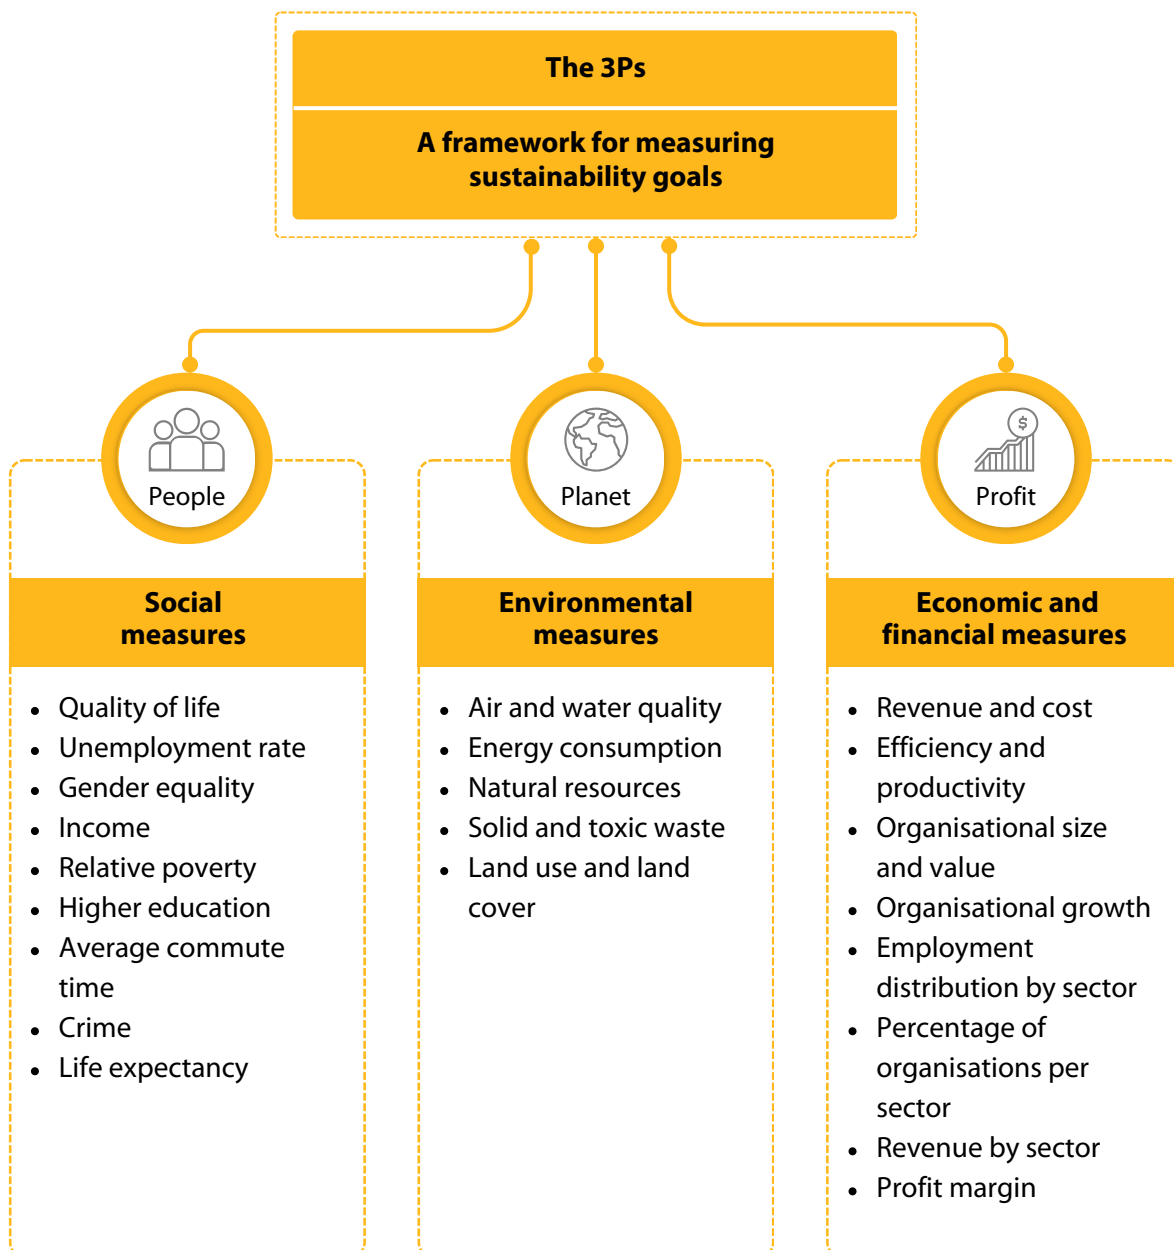 The 3Ps
A framework for measuring
sustainability goals
People
Social
measures
• Quality of life
• Unemployment rate
• Gender equality
• Income
• Relative poverty
• Higher education
• Average commute
time
• Crime
• Life expectancy
Planet
Environmental
measures
• Air and water quality
• Energy consumption
• Natural resources
• Solid and toxic waste
• Land use and land
cover
$
Profit
Economic and
financial measures
• Revenue and cost
• Efficiency and
productivity
• Organisational size
and value
• Organisational growth
• Employment
distribution by sector
• Percentage of
organisations per
sector
• Revenue by sector
• Profit margin